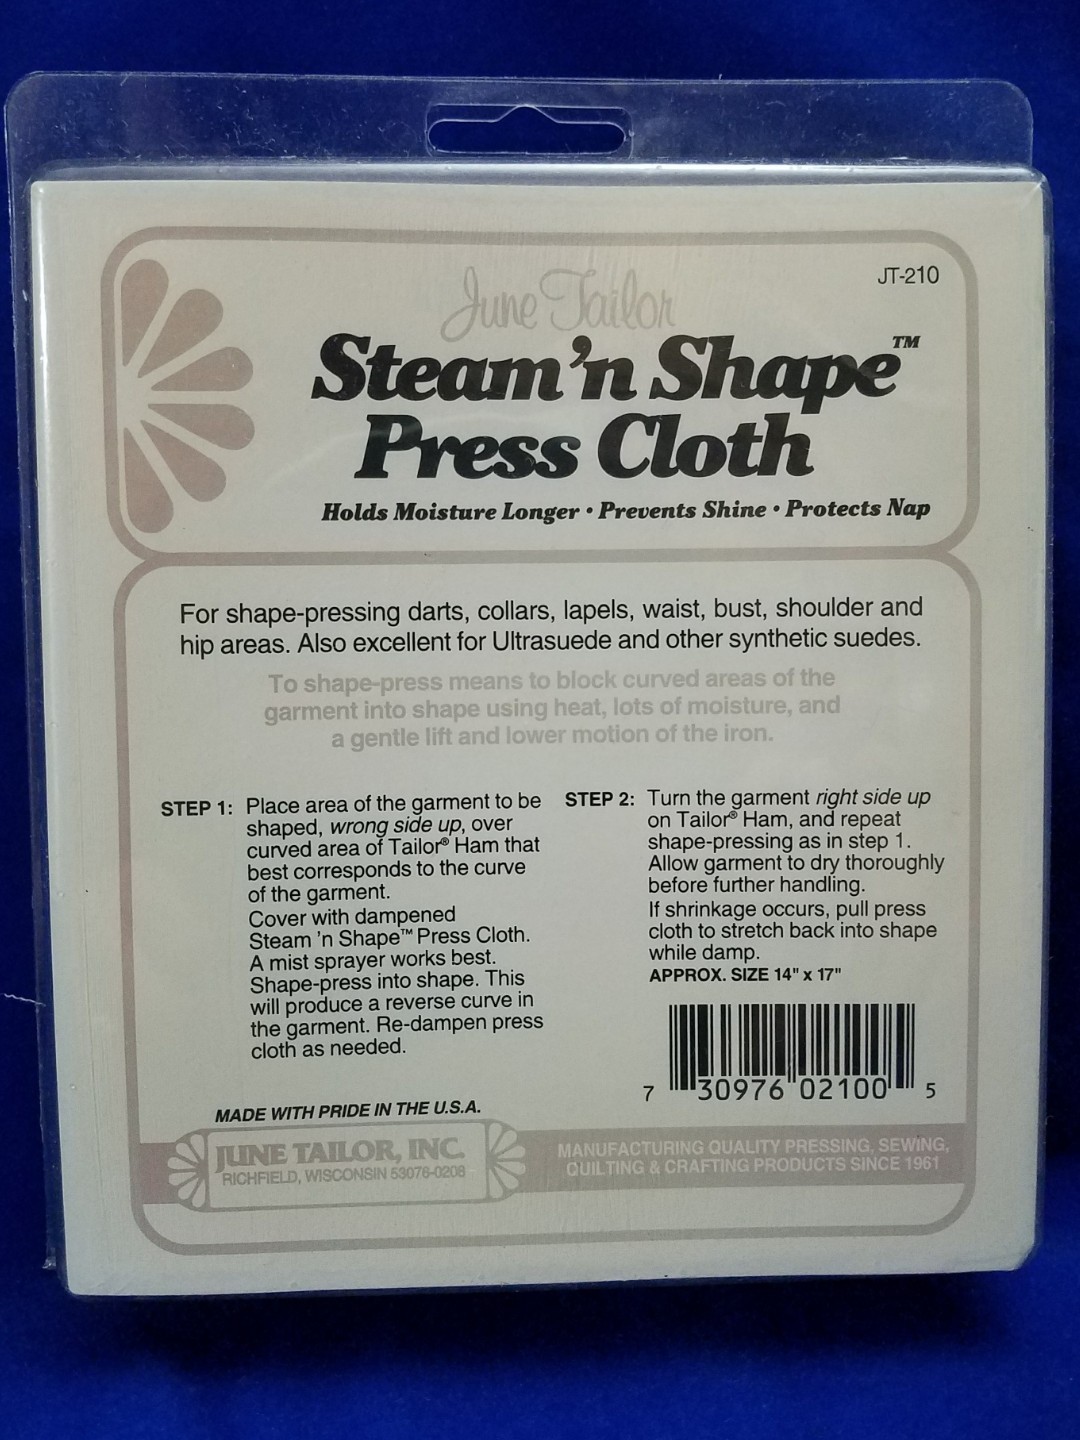 June Tailor
JT-210
Steam 'n Shape™
Press Cloth
Holds Moisture Longer • Prevents Shine • Protects Nap
For shape-pressing darts, collars, lapels, waist, bust, shoulder and
hip areas. Also excellent for Ultrasuede and other synthetic suedes.
To shape-press means to block curved areas of the
garment into shape using heat, lots of moisture, and
a gentle lift and lower motion of the iron.
STEP 1: Place area of the garment to be
shaped, wrong side up, over
curved area of Tailor® Ham that
best corresponds to the curve
of the garment.
Cover with dampened
Steam 'n Shape™ Press Cloth.
A mist sprayer works best.
Shape-press into shape. This
will produce a reverse curve in
the garment. Re-dampen press
cloth as needed.
STEP 2: Turn the garment right side up
on Tailor® Ham, and repeat
shape-pressing as in step 1.
Allow garment to dry thoroughly
before further handling.
If shrinkage occurs, pull press
cloth to stretch back into shape
while damp.
APPROX. SIZE 14" x 17"
7 30976 02100 5
MADE WITH PRIDE IN THE U.S.A.
JUNE TAILOR, INC.
RICHFIELD, WISCONSIN 53076-0208
MANUFACTURING QUALITY PRESSING, SEWING,
QUILTING & CRAFTING PRODUCTS SINCE 1961